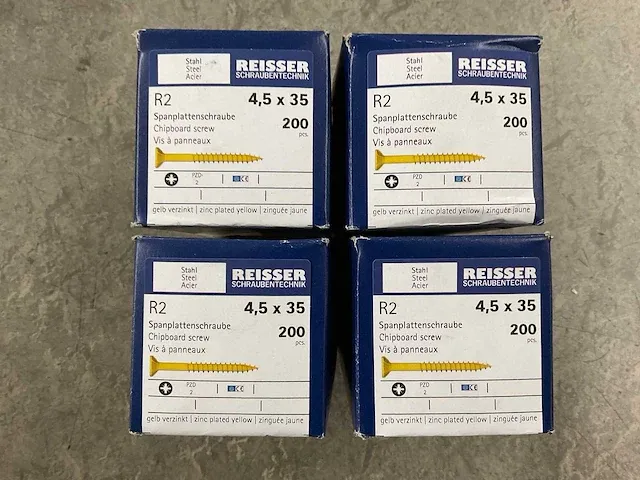 Stahl
Steel
Acier
REISSER
SCHRAUBENTECHNIK
R2 4,5 x 35
Spanplattenschraube
Chipboard screw
Vis à panneaux
200
pcs.
PZD
2
gelb verzinkt | zinc plated yellow | zinguée jaune
Stahl
Steel
Acier
REISSER
SCHRAUBENTECHNIK
R2 4,5 x 35
Spanplattenschraube
Chipboard screw
Vis à panneaux
200
pcs.
PZD
2
gelb verzinkt | zinc plated yellow | zinguée jaune
Stahl
Steel
Acier
REISSER
SCHRAUBENTECHNIK
R2 4,5 x 35
Spanplattenschraube
Chipboard screw
Vis à panneaux
200
pcs.
PZD
2
gelb verzinkt | zinc plated yellow | zinguée jaune
Stahl
Steel
Acier
REISSER
SCHRAUBENTECHNIK
R2 4,5 x 35
Spanplattenschraube
Chipboard screw
Vis à panneaux
200
pcs.
PZD
2
gelb verzinkt | zinc plated yellow | zinguée jaune